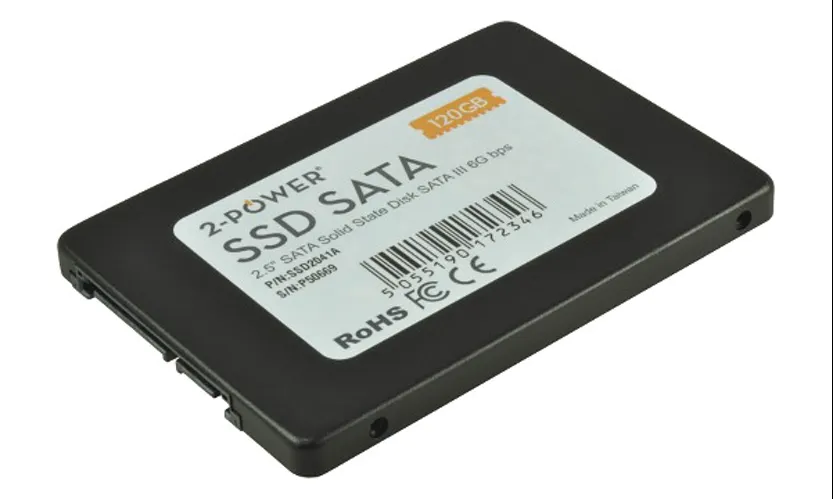 120GB
2-POWER®
SSD SATA
2.5" SATA Solid State Disk SATA III 6G bps
P/N:SSD2041A
S/N:P50669
5 055190 172346
Made in Taiwan
RoHS FC CE